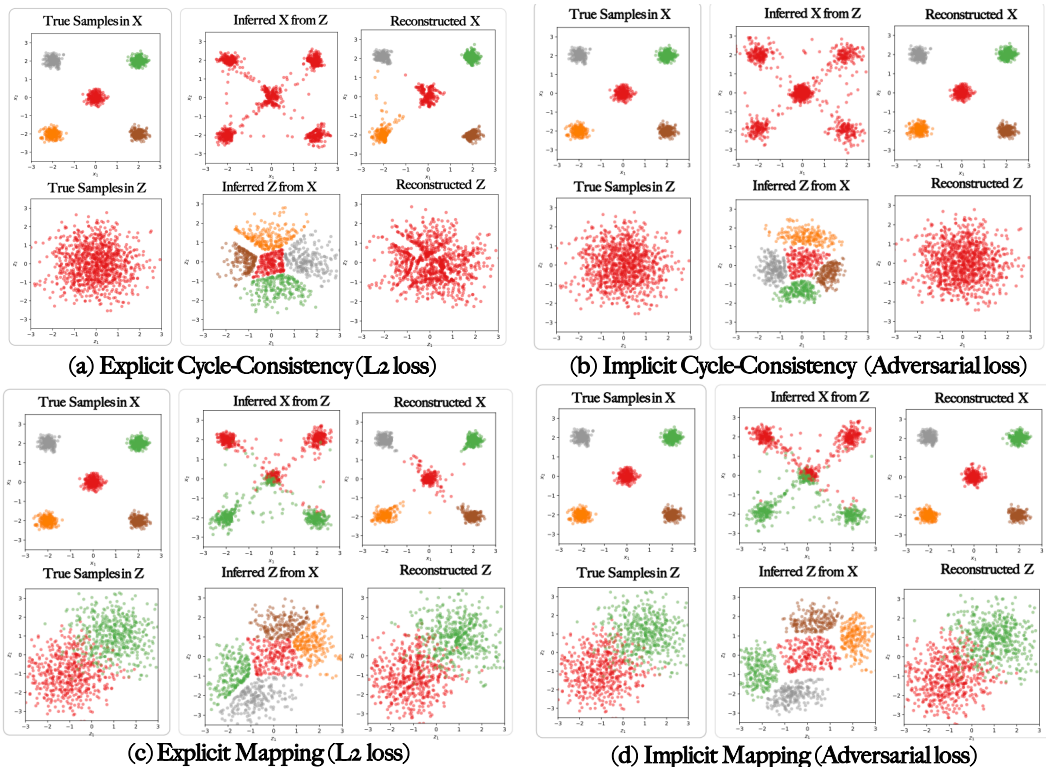 True Samples in X
Inferred X from Z
Reconstructed X
True Samples in Z
Inferred Z from X
Reconstructed Z
(a) Explicit Cycle-Consistency (L2 loss)
True Samples in X
Inferred X from Z
Reconstructed X
True Samples in Z
Inferred Z from X
Reconstructed Z
(b) Implicit Cycle-Consistency (Adversarial loss)
True Samples in X
Inferred X from Z
Reconstructed X
True Samples in Z
Inferred Z from X
Reconstructed Z
(c) Explicit Mapping (L2 loss)
True Samples in X
Inferred X from Z
Reconstructed X
True Samples in Z
Inferred Z from X
Reconstructed Z
(d) Implicit Mapping (Adversarial loss)